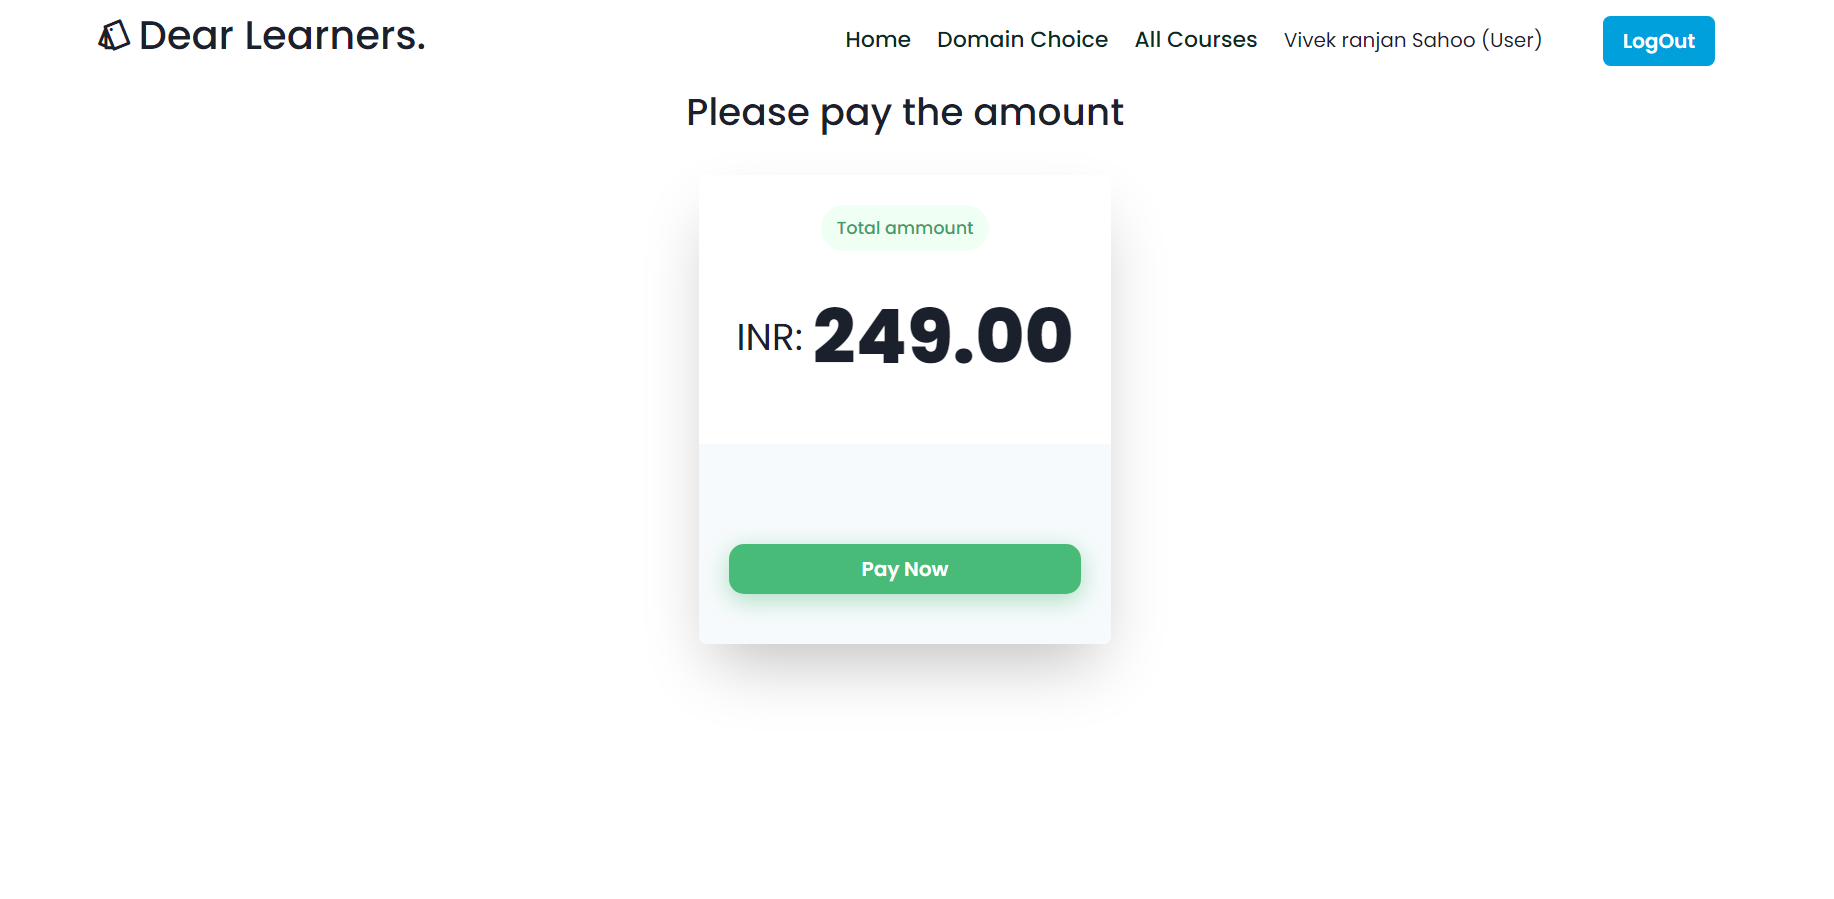 Dear Learners.
Home Domain Choice All Courses Vivek ranjan Sahoo (User) LogOut
Please pay the amount
Total ammount
INR: 249.00
Pay Now